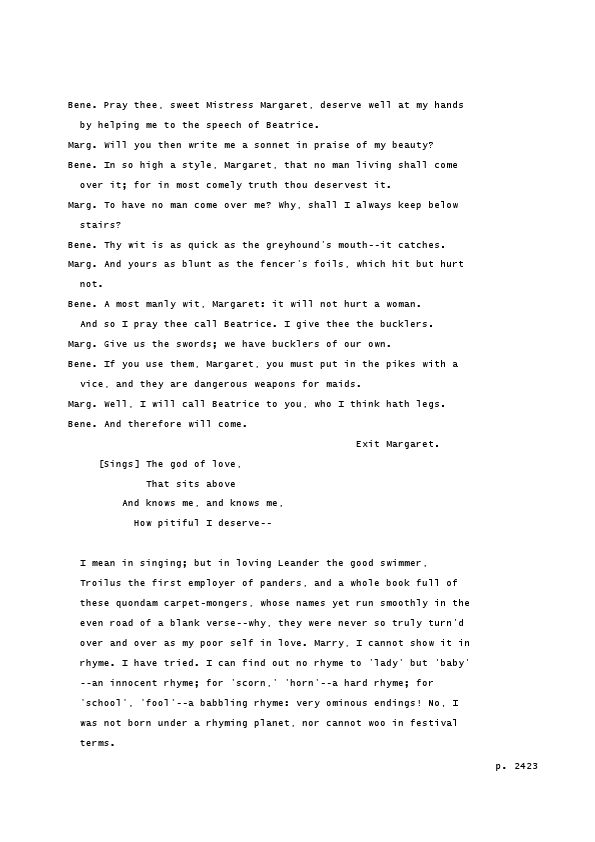 Bene. Pray thee, sweet Mistress Margaret, deserve well at my hands
by helping me to the speech of Beatrice.
Marg. Will you then write me a sonnet in praise of my beauty?
Bene. In so high a style, Margaret, that no man living shall come
over it; for in most comely truth thou deservest it.
Marg. To have no man come over me? Why, shall I always keep below
stairs?
Bene. Thy wit is as quick as the greyhound's mouth--it catches.
Marg. And yours as blunt as the fencer's foils, which hit but hurt
not.
Bene. A most manly wit, Margaret: it will not hurt a woman.
And so I pray thee call Beatrice. I give thee the bucklers.
Marg. Give us the swords; we have bucklers of our own.
Bene. If you use them, Margaret, you must put in the pikes with a
vice, and they are dangerous weapons for maids.
Marg. Well, I will call Beatrice to you, who I think hath legs.
Bene. And therefore will come.
Exit Margaret.
[Sings] The god of love,
That sits above
And knows me, and knows me,
How pitiful I deserve--
I mean in singing; but in loving Leander the good swimmer,
Troilus the first employer of panders, and a whole book full of
these quondam carpet-mongers, whose names yet run smoothly in the
even road of a blank verse--why, they were never so truly turn'd
over and over as my poor self in love. Marry, I cannot show it in
rhyme. I have tried. I can find out no rhyme to 'lady' but 'baby'
--an innocent rhyme; for 'scorn,' 'horn'--a hard rhyme; for
'school', 'fool'--a babbling rhyme: very ominous endings! No, I
was not born under a rhyming planet, nor cannot woo in festival
terms.
p. 2423